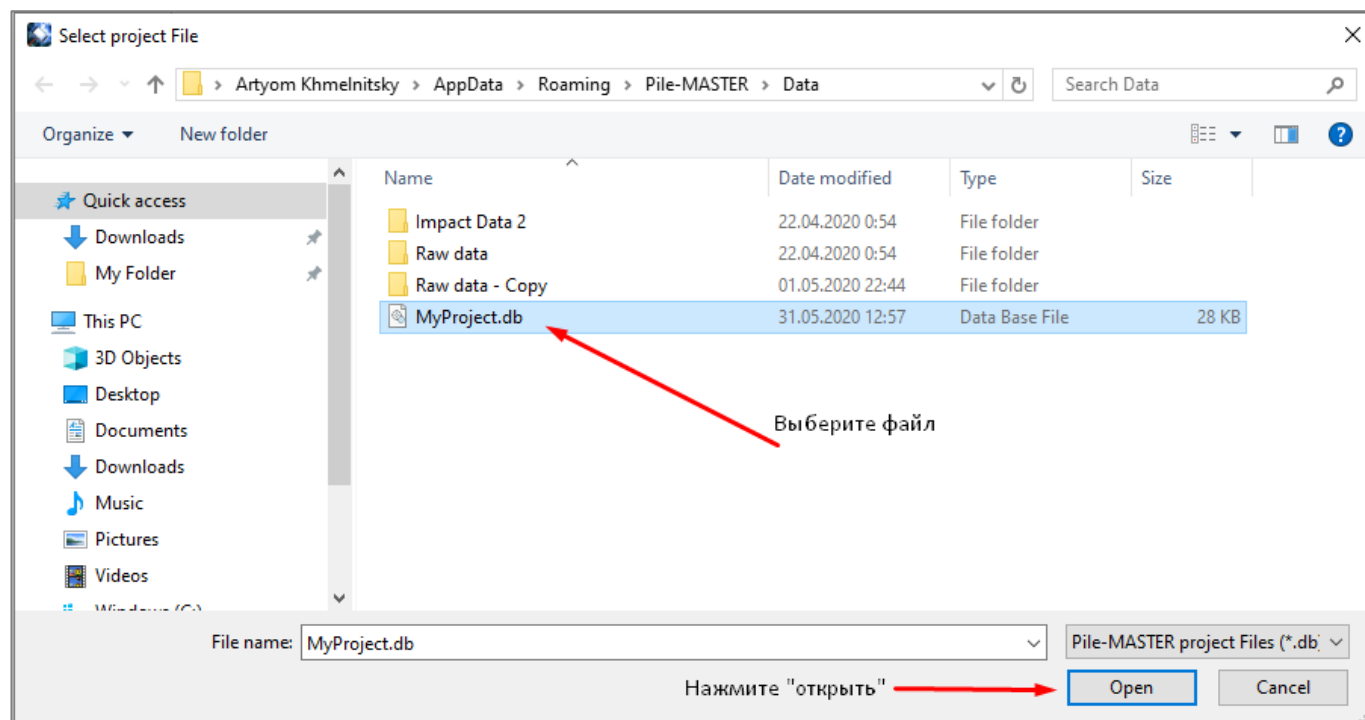 Select project File
Artyom Khmelnitsky > AppData > Roaming > Pile-MASTER > Data
Search Data
Organize
New folder
Name
Date modified
Type
Size
Quick access
Downloads
My Folder
This PC
3D Objects
Desktop
Documents
Downloads
Music
Pictures
Videos
Windows (C:)
Impact Data 2 22.04.2020 0:54 File folder
Raw data 22.04.2020 0:54 File folder
Raw data - Copy 01.05.2020 22:44 File folder
MyProject.db 31.05.2020 12:57 Data Base File 28 KB
Выберите файл
File name: MyProject.db
Pile-MASTER project Files (*.db)
Нажмите "открыть"
Open
Cancel